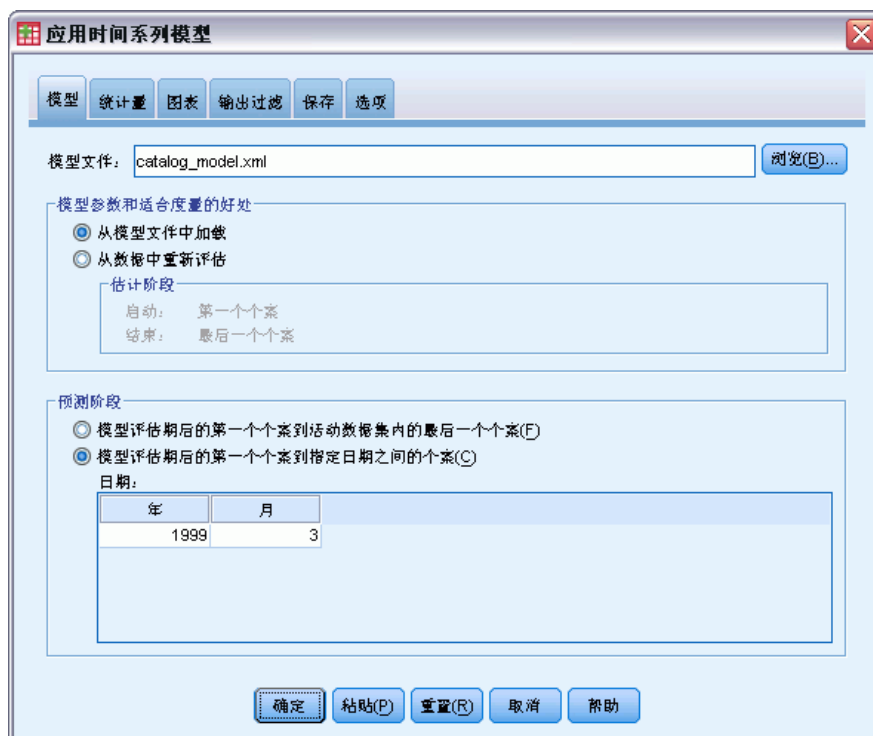 应用时间系列模型
模型 统计量 图表 输出过滤 保存 选项
模型文件： catalog_model.xml 浏览(B)...
模型参数和适合度量的好处
从模型文件中加载
从数据中重新评估
估计阶段
启动： 第一个个案
结束： 最后一个个案
预测阶段
模型评估期后的第一个个案到活动数据集内的最后一个个案(F)
模型评估期后的第一个个案到指定日期之间的个案(C)
日期：
年 月
1999 3
确定 粘贴(P) 重置(R) 取消 帮助